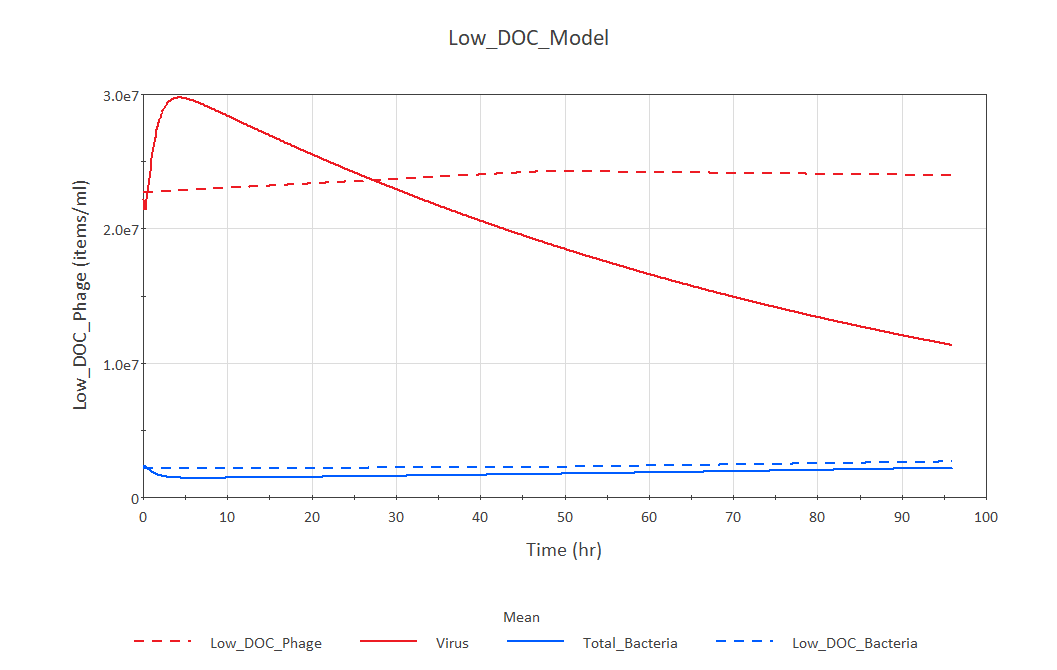 Low_DOC_Model
Low_DOC_Phage (items/ml)
3.0e7
2.0e7
1.0e7
0
0 10 20 30 40 50 60 70 80 90 100
Time (hr)
Mean
Low_DOC_Phage Virus Total_Bacteria Low_DOC_Bacteria